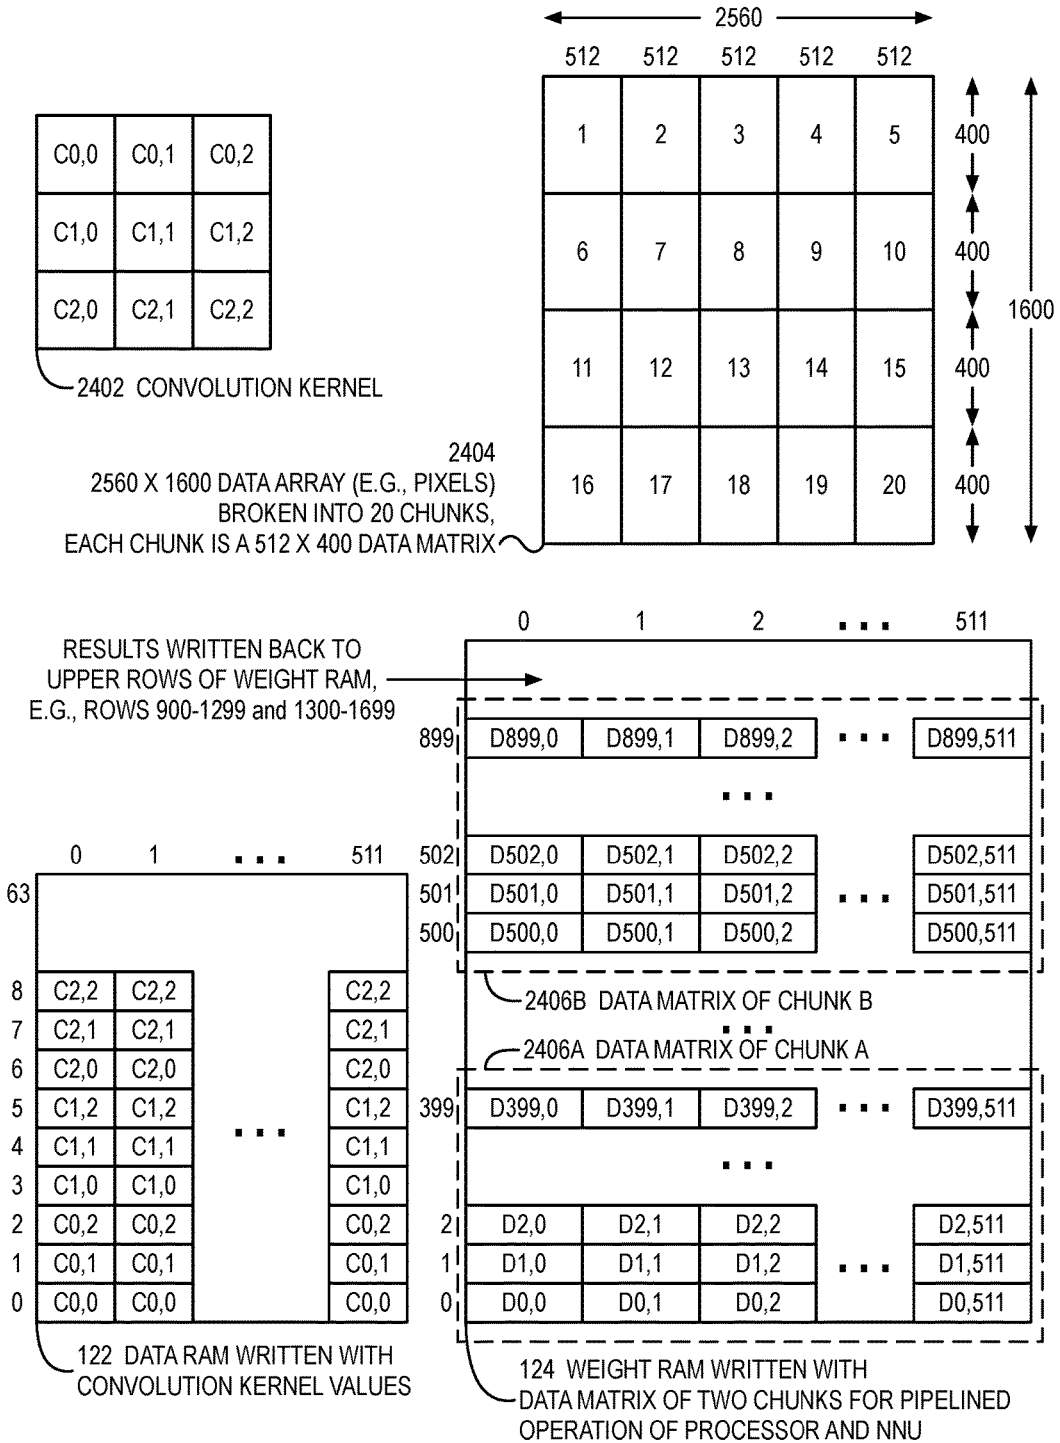 2560
512 512 512 512 512
1 2 3 4 5 400
6 7 8 9 10 400
11 12 13 14 15 400
16 17 18 19 20 400
1600
C0,0 C0,1 C0,2
C1,0 C1,1 C1,2
C2,0 C2,1 C2,2
2402 CONVOLUTION KERNEL
2404
2560 X 1600 DATA ARRAY (E.G., PIXELS)
BROKEN INTO 20 CHUNKS,
EACH CHUNK IS A 512 X 400 DATA MATRIX
RESULTS WRITTEN BACK TO
UPPER ROWS OF WEIGHT RAM,
E.G., ROWS 900-1299 and 1300-1699
0 1 ... 511
63
8 C2,2 C2,2 C2,2
7 C2,1 C2,1 C2,1
6 C2,0 C2,0 C2,0
5 C1,2 C1,2 C1,2
4 C1,1 C1,1 ... C1,1
3 C1,0 C1,0 C1,0
2 C0,2 C0,2 C0,2
1 C0,1 C0,1 C0,1
0 C0,0 C0,0 C0,0
122 DATA RAM WRITTEN WITH
CONVOLUTION KERNEL VALUES
0 1 2 ... 511
899 D899,0 D899,1 D899,2 ... D899,511
...
502 D502,0 D502,1 D502,2 D502,511
501 D501,0 D501,1 D501,2 ... D501,511
500 D500,0 D500,1 D500,2 D500,511
2406B DATA MATRIX OF CHUNK B
...
2406A DATA MATRIX OF CHUNK A
399 D399,0 D399,1 D399,2 ... D399,511
...
2 D2,0 D2,1 D2,2 D2,511
1 D1,0 D1,1 D1,2 ... D1,511
0 D0,0 D0,1 D0,2 D0,511
124 WEIGHT RAM WRITTEN WITH
DATA MATRIX OF TWO CHUNKS FOR PIPELINED
OPERATION OF PROCESSOR AND NNU